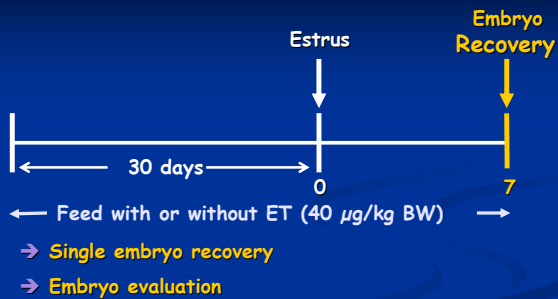 Embryo
Recovery
Estrus
30 days
0
7
Feed with or without ET (40 µg/kg BW)
Single embryo recovery
Embryo evaluation